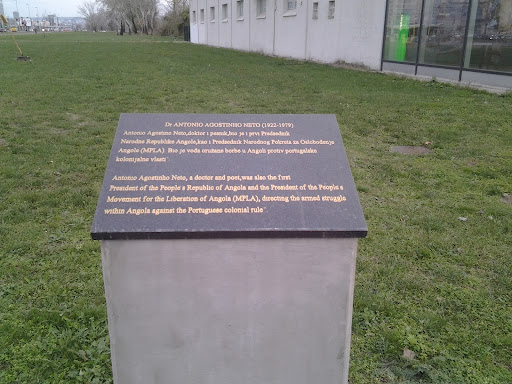 Dr ANTONIO AGOSTINHO NETO (1922-1979)
Antonio Agostino Neto,doktor i pesnik,bio je i prvi Predsednik
Narodne Republike Angole,kao i Predsednik Narodnog Pokreta za Oslobođenje
Angole (MPLA). Bio je vođa oružane borbe u Angoli protiv portugalske
kolonijalne vlasti
Antonio Agostinho Neto, a doctor and poet,was also the first
President of the People's Republic of Angola and the President of the People's
Movement for the Liberation of Angola (MPLA), directing the armed struggle
within Angola against the Portuguese colonial rule